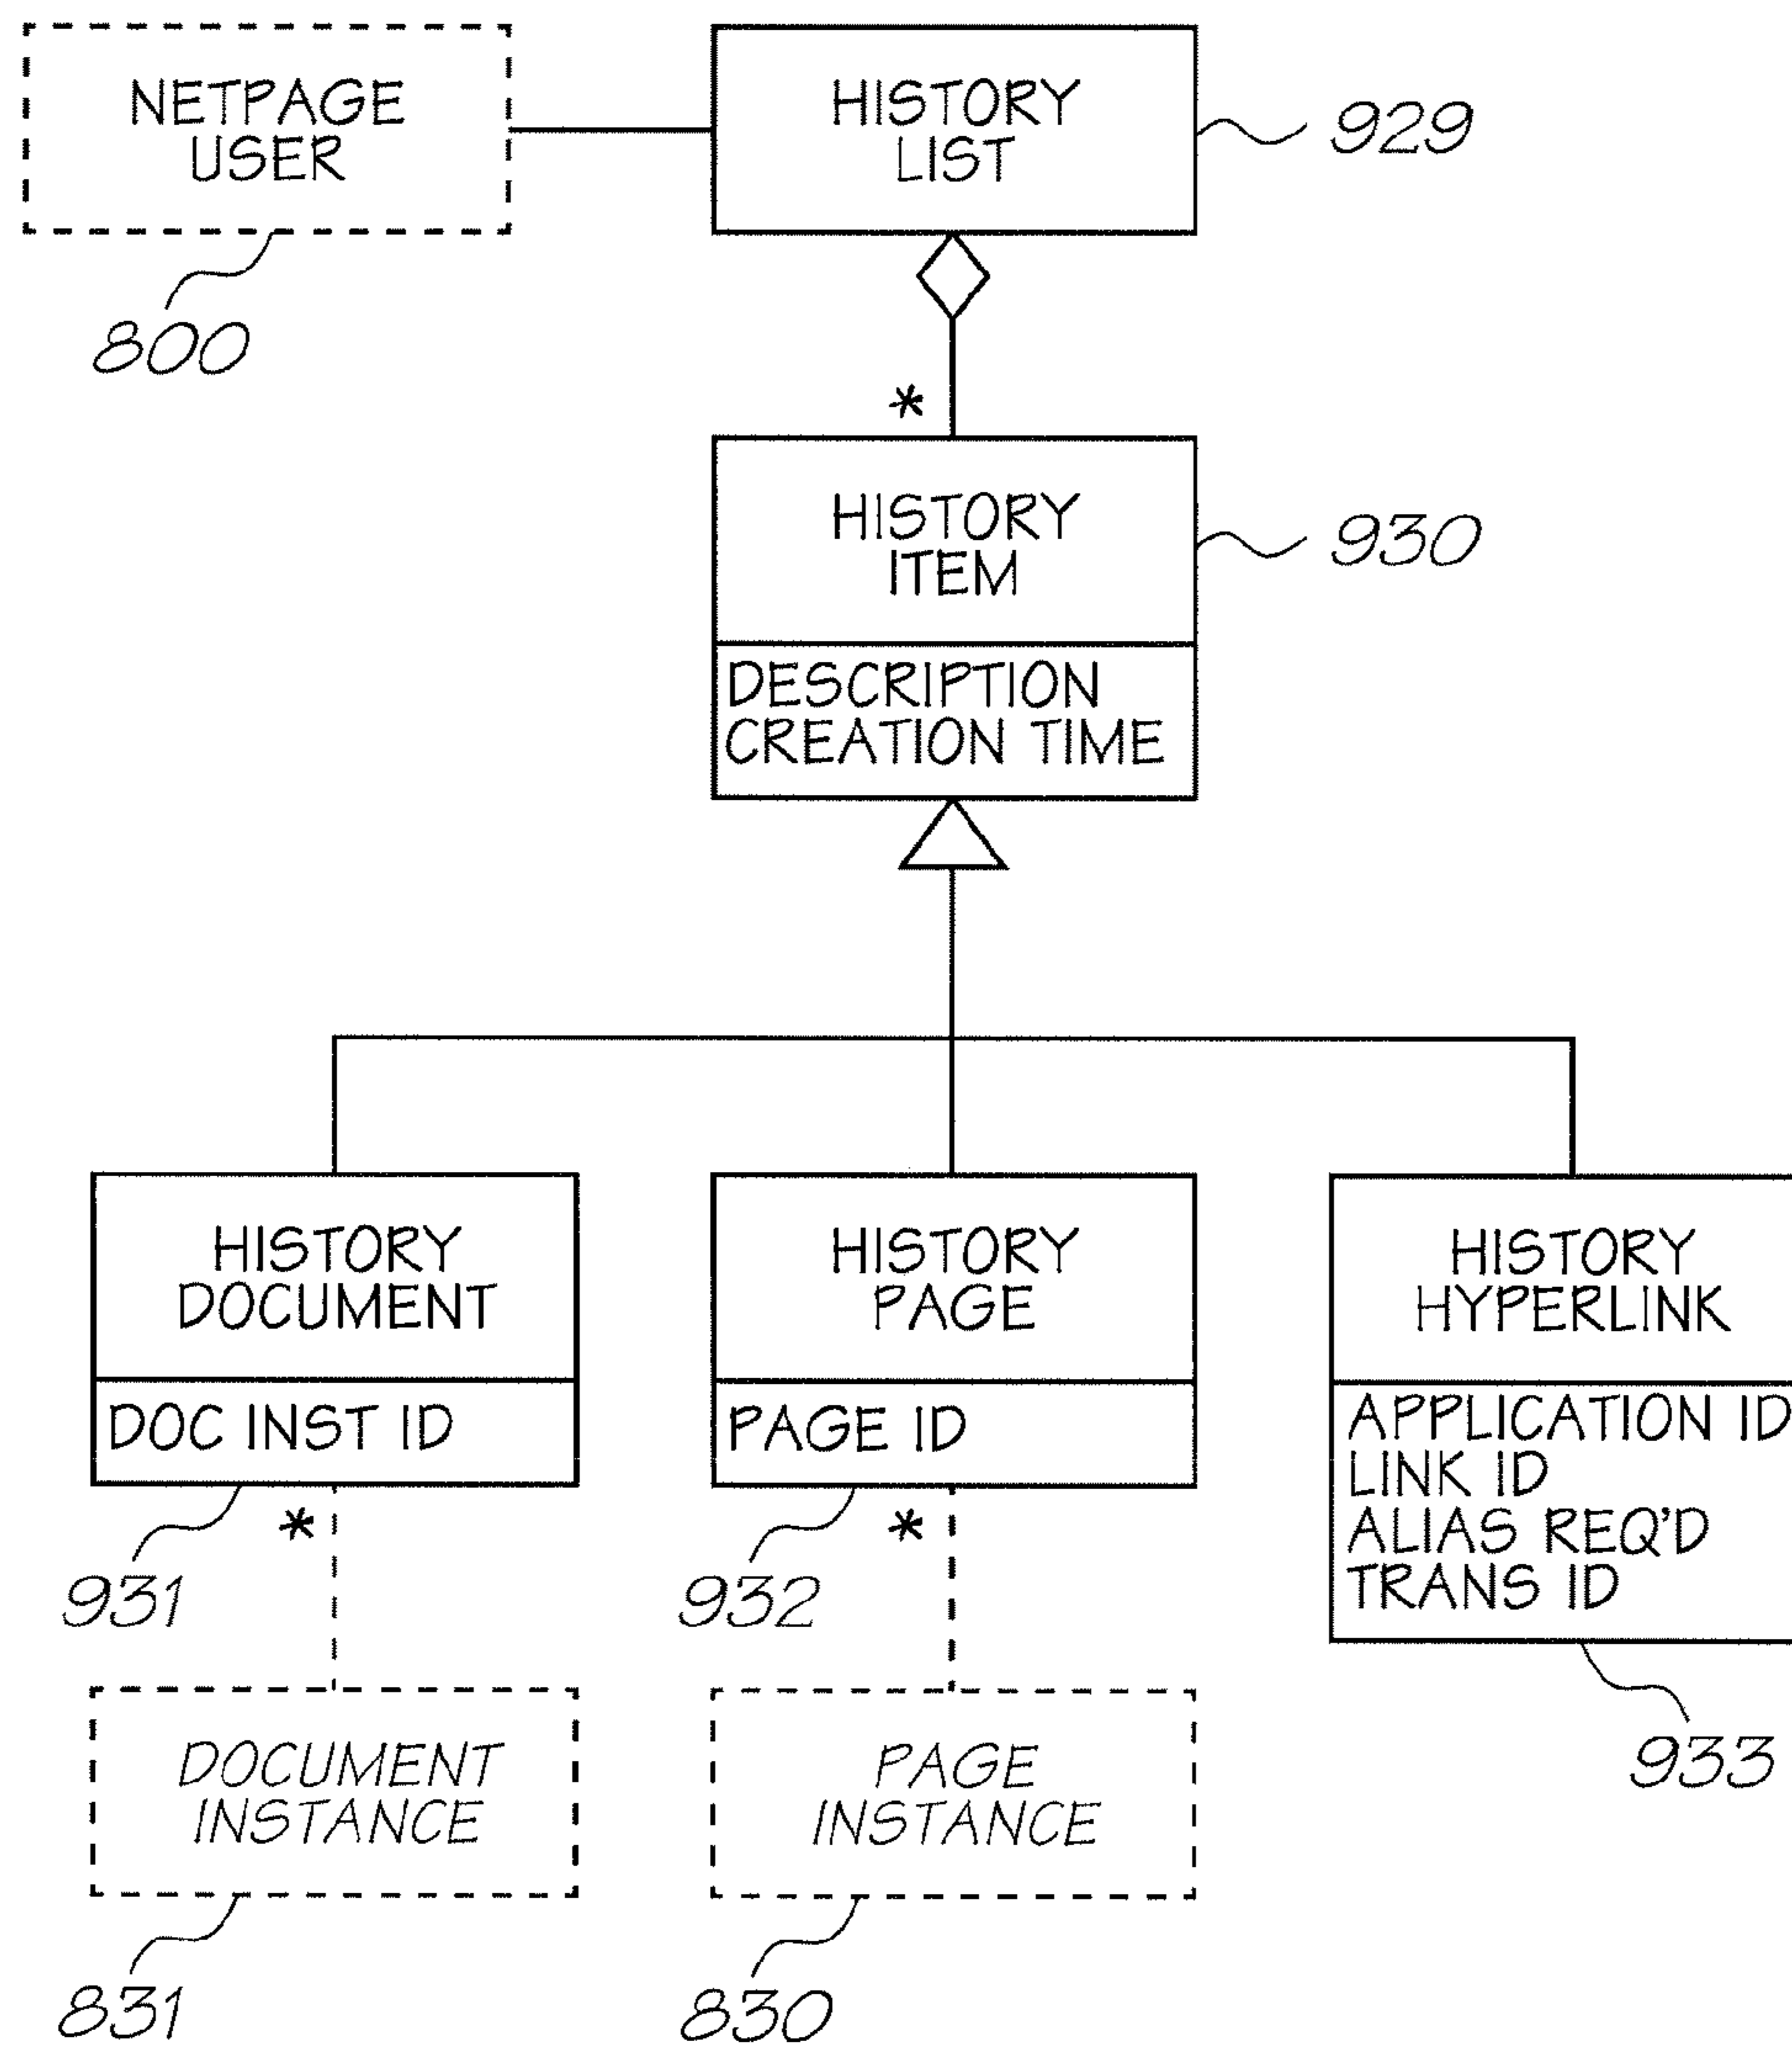 NETPAGE
USER
800
HISTORY
LIST
929
*
HISTORY
ITEM
930
DESCRIPTION
CREATION TIME
HISTORY
DOCUMENT
DOC INST ID
931
*
HISTORY
PAGE
PAGE ID
932
*
HISTORY
HYPERLINK
APPLICATION ID
LINK ID
ALIAS REQ'D
TRANS ID
933
DOCUMENT
INSTANCE
831
PAGE
INSTANCE
830